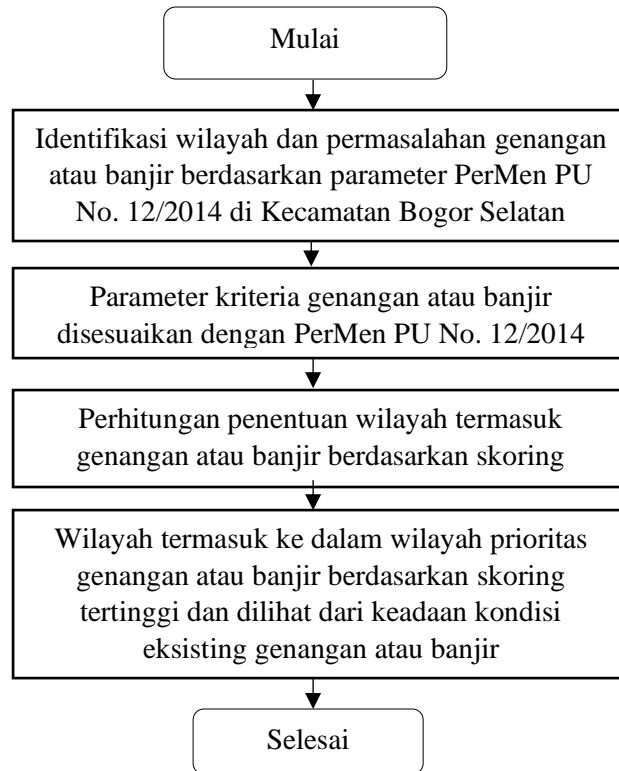 Mulai
Identifikasi wilayah dan permasalahan genangan
atau banjir berdasarkan parameter PerMen PU
No. 12/2014 di Kecamatan Bogor Selatan
Parameter kriteria genangan atau banjir
disesuaikan dengan PerMen PU No. 12/2014
Perhitungan penentuan wilayah termasuk
genangan atau banjir berdasarkan skoring
Wilayah termasuk ke dalam wilayah prioritas
genangan atau banjir berdasarkan skoring
tertinggi dan dilihat dari keadaan kondisi
eksisting genangan atau banjir
Selesai